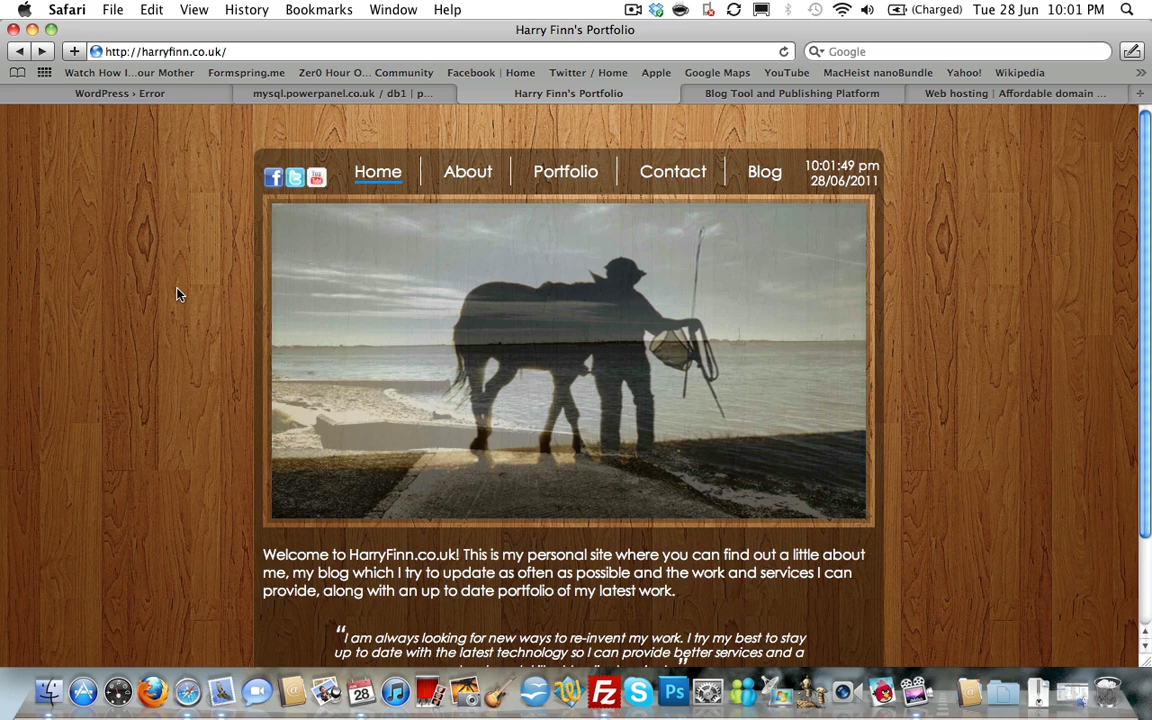 Safari File Edit View History Bookmarks Window Help (Charged) Tue 28 Jun 10:01 PM
Harry Finn's Portfolio
http://harryfinn.co.uk/ Google
Watch How I...our Mother Formspring.me Zer0 Hour O... Community Facebook | Home Twitter / Home Apple Google Maps YouTube MacHeist nanoBundle Yahoo! Wikipedia
WordPress › Error mysql.powerpanel.co.uk / db1 | p... Harry Finn's Portfolio Blog Tool and Publishing Platform Web hosting | Affordable domain ...
Home About Portfolio Contact Blog 10:01:49 pm
28/06/2011
Welcome to HarryFinn.co.uk! This is my personal site where you can find out a little about
me, my blog which I try to update as often as possible and the work and services I can
provide, along with an up to date portfolio of my latest work.
“I am always looking for new ways to re-invent my work. I try my best to stay
up to date with the latest technology so I can provide better services and a